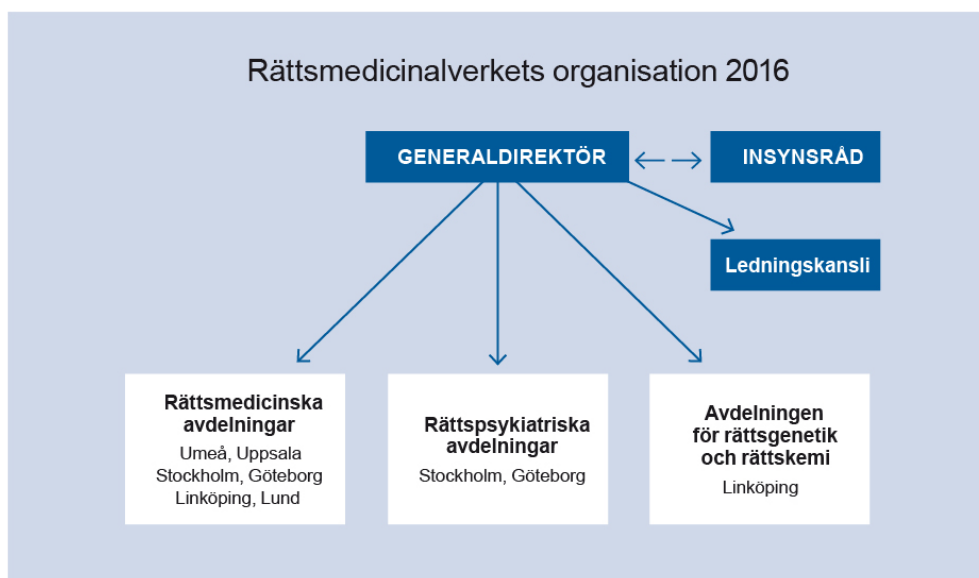 Rättsmedicinalverkets organisation 2016
GENERALDIREKTÖR
INSYNSRÅD
Ledningskansli
Rättsmedicinska
avdelningar
Umeå, Uppsala
Stockholm, Göteborg
Linköping, Lund
Rättspsykiatriska
avdelningar
Stockholm, Göteborg
Avdelningen
för rättsgenetik
och rättskemi
Linköping